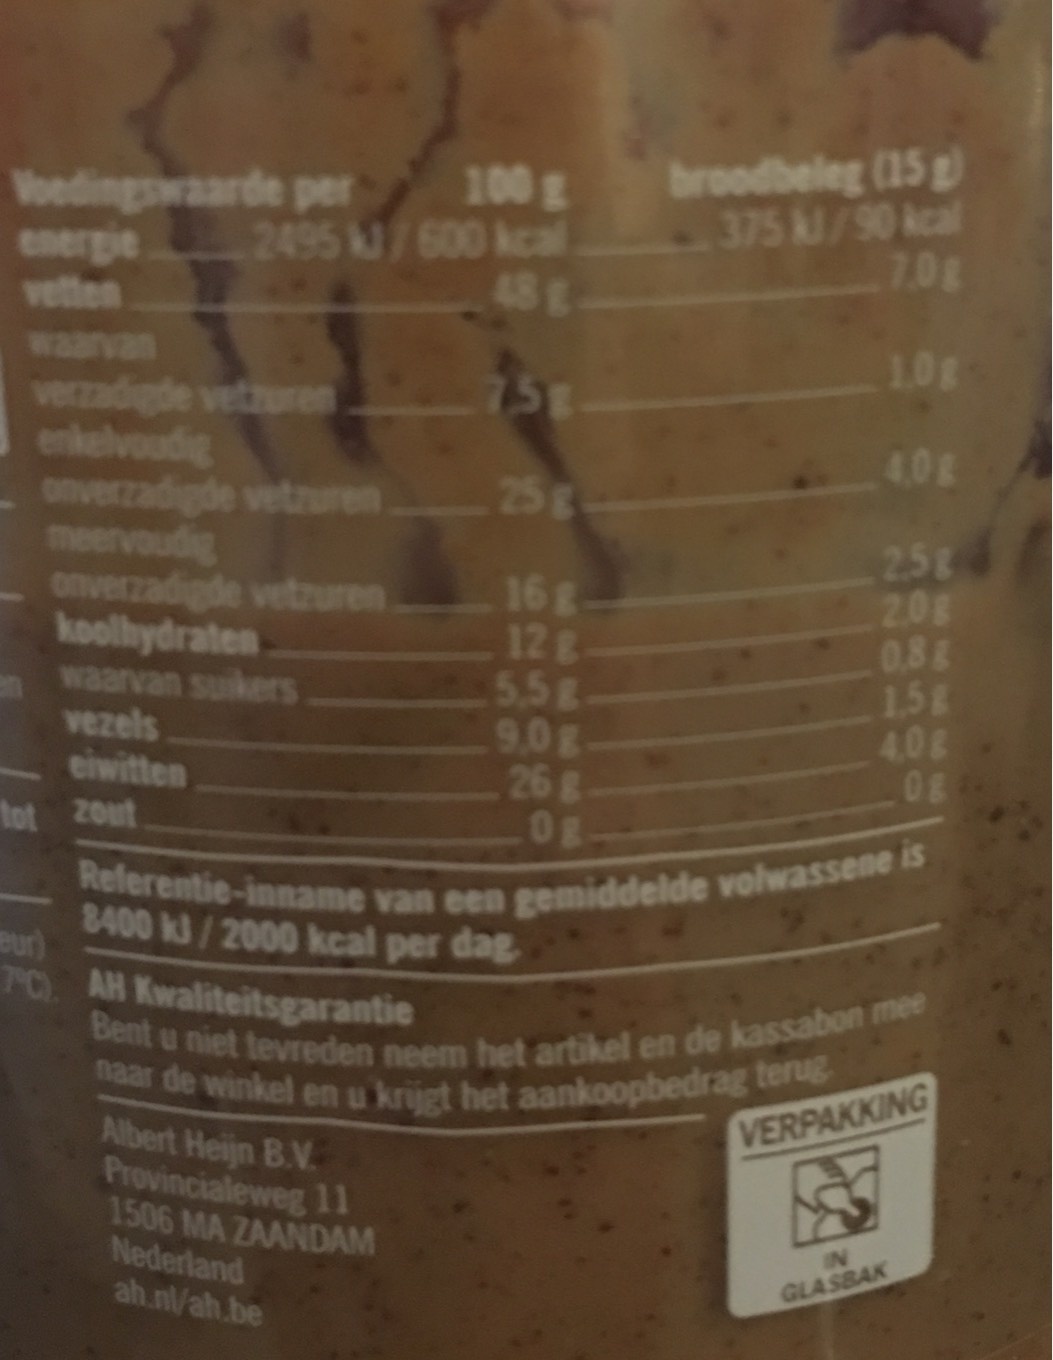 Voedingswaarde per 100 g broodbeleg (15 g)
energie 2495 kJ / 600 kcal 375 kJ / 90 kcal
vetten 48 g 7.0 g
waarvan
verzadigde vetzuren 7,5 g 1.0 g
enkelvoudig
onverzadigde vetzuren 25 g 4.0 g
meervoudig
onverzadigde vetzuren 16 g 2,5 g
koolhydraten 12 g 2.0 g
waarvan suikers 5,5 g 0.8 g
vezels 9,0 g 1.5 g
eiwitten 26 g 4.0 g
zout 0 g 0 g
Referentie-inname van een gemiddelde volwassene is
8400 kJ / 2000 kcal per dag.
AH Kwaliteitsgarantie
Bent u niet tevreden neem het artikel en de kassabon mee
naar de winkel en u krijgt het aankoopbedrag terug.
Albert Heijn B.V.
Provincialeweg 11
1506 MA ZAANDAM
Nederland
ah.nl/ah.be
VERPAKKING
IN
GLASBAK
en
tot
eur)
7°C).